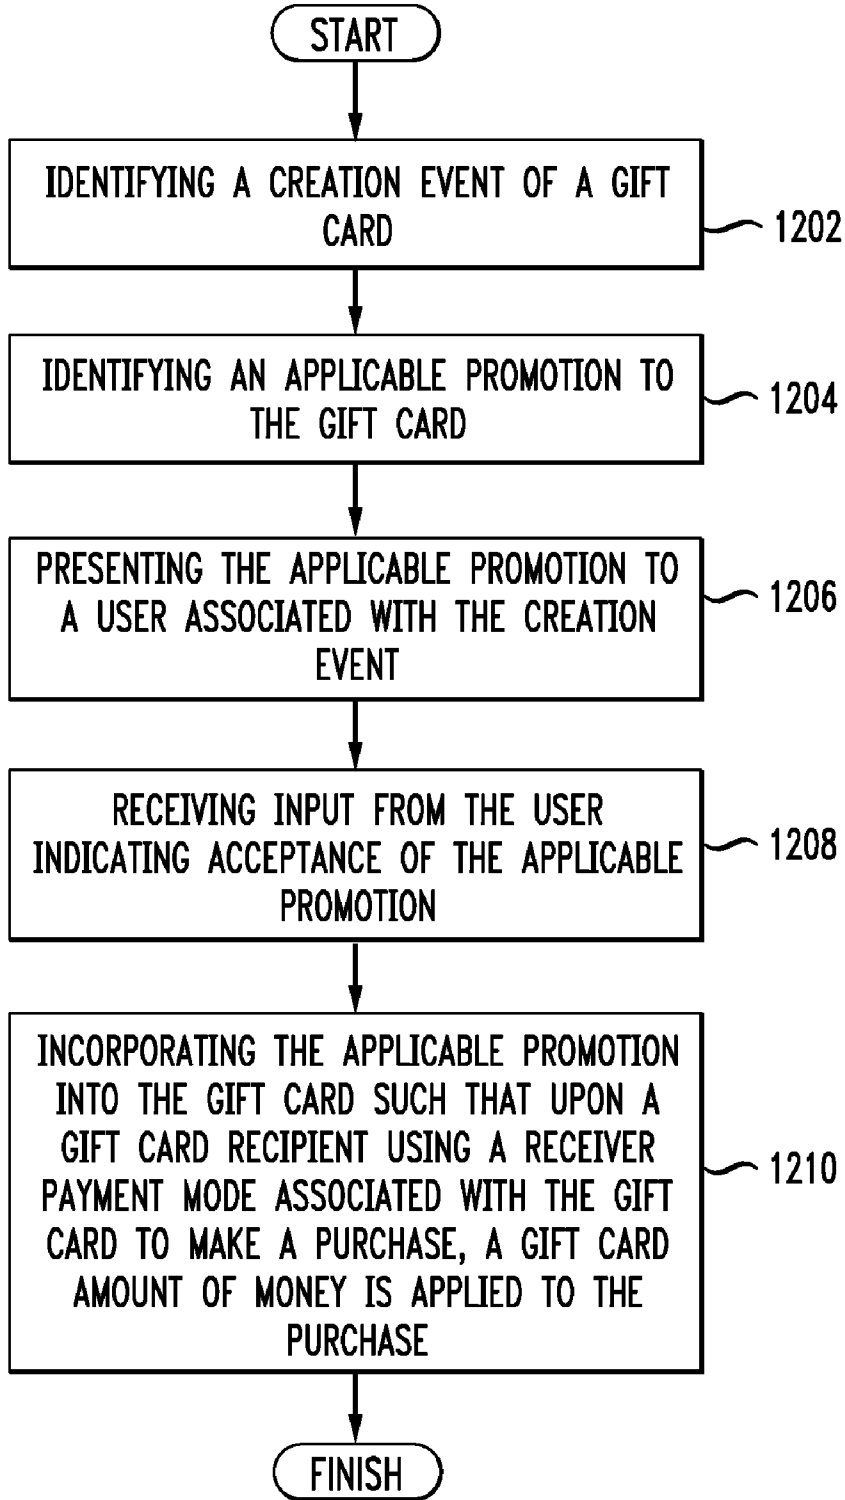 START
IDENTIFYING A CREATION EVENT OF A GIFT
CARD
1202
IDENTIFYING AN APPLICABLE PROMOTION TO
THE GIFT CARD
1204
PRESENTING THE APPLICABLE PROMOTION TO
A USER ASSOCIATED WITH THE CREATION
EVENT
1206
RECEIVING INPUT FROM THE USER
INDICATING ACCEPTANCE OF THE APPLICABLE
PROMOTION
1208
INCORPORATING THE APPLICABLE PROMOTION
INTO THE GIFT CARD SUCH THAT UPON A
GIFT CARD RECIPIENT USING A RECEIVER
PAYMENT MODE ASSOCIATED WITH THE GIFT
CARD TO MAKE A PURCHASE, A GIFT CARD
AMOUNT OF MONEY IS APPLIED TO THE
PURCHASE
1210
FINISH